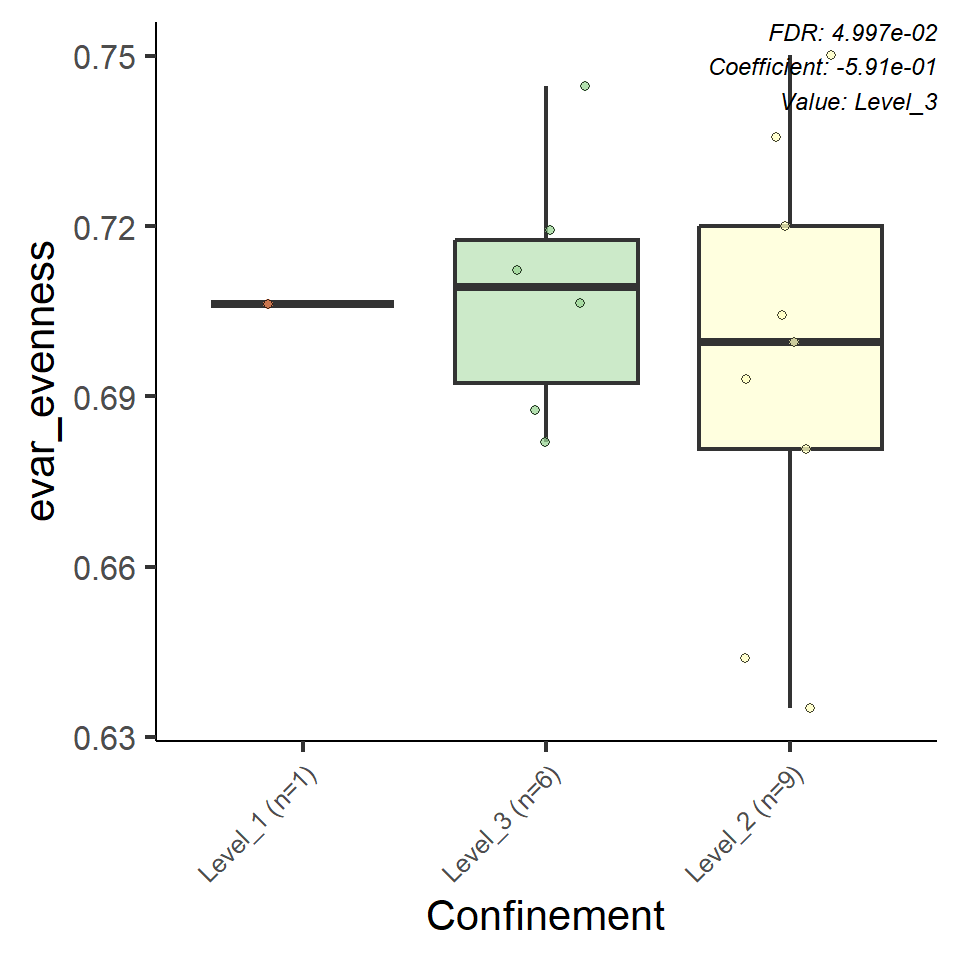 FDR: 4.997e-02
Coefficient: -5.91e-01
Value: Level_3
0.75
0.72
0.69
0.66
0.63
evar_evenness
Level_1 (n=1)
Level_3 (n=6)
Level_2 (n=9)
Confinement